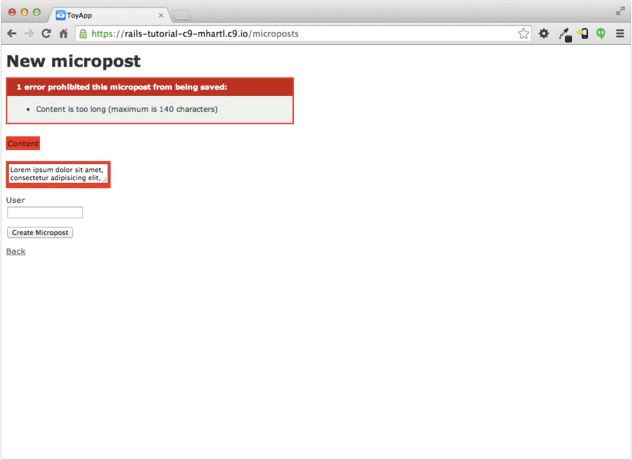 ToyApp
https://rails-tutorial-c9-mhartl.c9.io/microposts
New micropost
1 error prohibited this micropost from being saved:
Content is too long (maximum is 140 characters)
Content
Lorem ipsum dolor sit amet,
consectetur adipisicing elit,
User
Create Micropost
Back